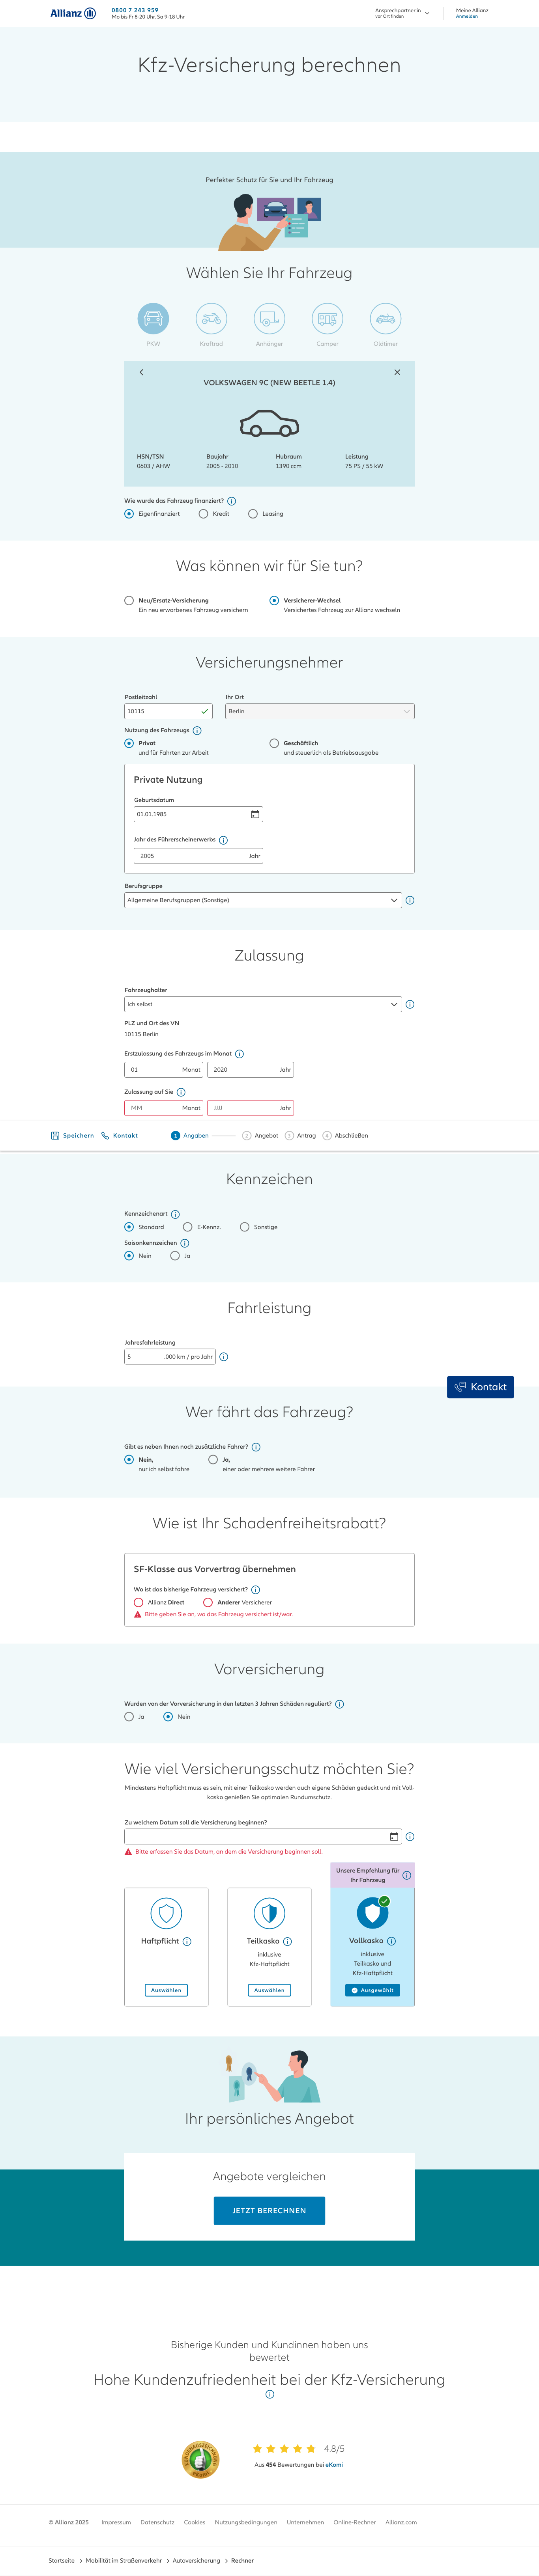 Allianz
0800 7 243 959
Mo bis Fr 8-20 Uhr, Sa 9-18 Uhr
Ansprechpartner:in
vor Ort finden
Meine Allianz
Anmelden
Kfz-Versicherung berechnen
Perfekter Schutz für Sie und Ihr Fahrzeug
Wählen Sie Ihr Fahrzeug
PKW Kraftrad Anhänger Camper Oldtimer
VOLKSWAGEN 9C (NEW BEETLE 1.4)
HSN/TSN Baujahr Hubraum Leistung
0603 / AHW 2005 - 2010 1390 ccm 75 PS / 55 kW
Wie wurde das Fahrzeug finanziert?
Eigenfinanziert Kredit Leasing
Was können wir für Sie tun?
Neu/Ersatz-Versicherung
Ein neu erworbenes Fahrzeug versichern
Versicherer-Wechsel
Versichertes Fahrzeug zur Allianz wechseln
Versicherungsnehmer
Postleitzahl Ihr Ort
10115 Berlin
Nutzung des Fahrzeugs
Privat
und für Fahrten zur Arbeit
Geschäftlich
und steuerlich als Betriebsausgabe
Private Nutzung
Geburtsdatum
01.01.1985
Jahr des Führerscheinerwerbs
2005 Jahr
Berufsgruppe
Allgemeine Berufsgruppen (Sonstige)
Zulassung
Fahrzeughalter
Ich selbst
PLZ und Ort des VN
10115 Berlin
Erstzulassung des Fahrzeugs im Monat
01 Monat 2020 Jahr
Zulassung auf Sie
MM Monat JJJJ Jahr
Speichern Kontakt 1 Angaben 2 Angebot 3 Antrag 4 Abschließen
Kennzeichen
Kennzeichenart
Standard E-Kennz. Sonstige
Saisonkennzeichen
Nein Ja
Fahrleistung
Jahresfahrleistung
5 .000 km / pro Jahr
Kontakt
Wer fährt das Fahrzeug?
Gibt es neben Ihnen noch zusätzliche Fahrer?
Nein,
nur ich selbst fahre
Ja,
einer oder mehrere weitere Fahrer
Wie ist Ihr Schadenfreiheitsrabatt?
SF-Klasse aus Vorvertrag übernehmen
Wo ist das bisherige Fahrzeug versichert?
Allianz Direct Anderer Versicherer
Bitte geben Sie an, wo das Fahrzeug versichert ist/war.
Vorversicherung
Wurden von der Vorversicherung in den letzten 3 Jahren Schäden reguliert?
Ja Nein
Wie viel Versicherungsschutz möchten Sie?
Mindestens Haftpflicht muss es sein, mit einer Teilkasko werden auch eigene Schäden gedeckt und mit Voll-
kasko genießen Sie optimalen Rundumschutz.
Zu welchem Datum soll die Versicherung beginnen?
Bitte erfassen Sie das Datum, an dem die Versicherung beginnen soll.
Unsere Empfehlung für
Ihr Fahrzeug
Haftpflicht
Auswählen
Teilkasko
inklusive
Kfz-Haftpflicht
Auswählen
Vollkasko
inklusive
Teilkasko und
Kfz-Haftpflicht
Ausgewählt
Ihr persönliches Angebot
Angebote vergleichen
JETZT BERECHNEN
Bisherige Kunden und Kundinnen haben uns
bewertet
Hohe Kundenzufriedenheit bei der Kfz-Versicherung
4.8/5
Aus 454 Bewertungen bei eKomi
© Allianz 2025 Impressum Datenschutz Cookies Nutzungsbedingungen Unternehmen Online-Rechner Allianz.com
Startseite Mobilität im Straßenverkehr Autoversicherung Rechner